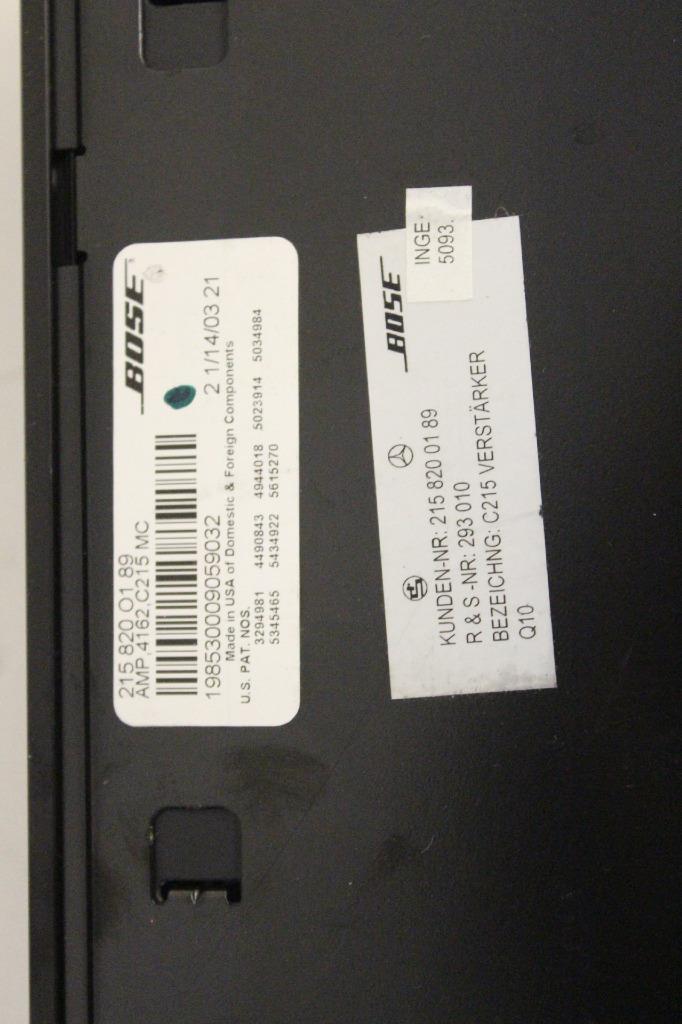 BOSE
215 820 01 89
AMP,4162,C215 MC
198530009059032
2 1/14/03 21
Made in USA of Domestic & Foreign Components
U.S. PAT. NOS.
3294981 4490843 4944018 5023914 5034984
5345465 5434922 5615270
BOSE
INGE.
5093.
KUNDEN-NR: 215 820 01 89
R & S -NR: 293 010
BEZEICHNG: C215 VERSTÄRKER
Q10